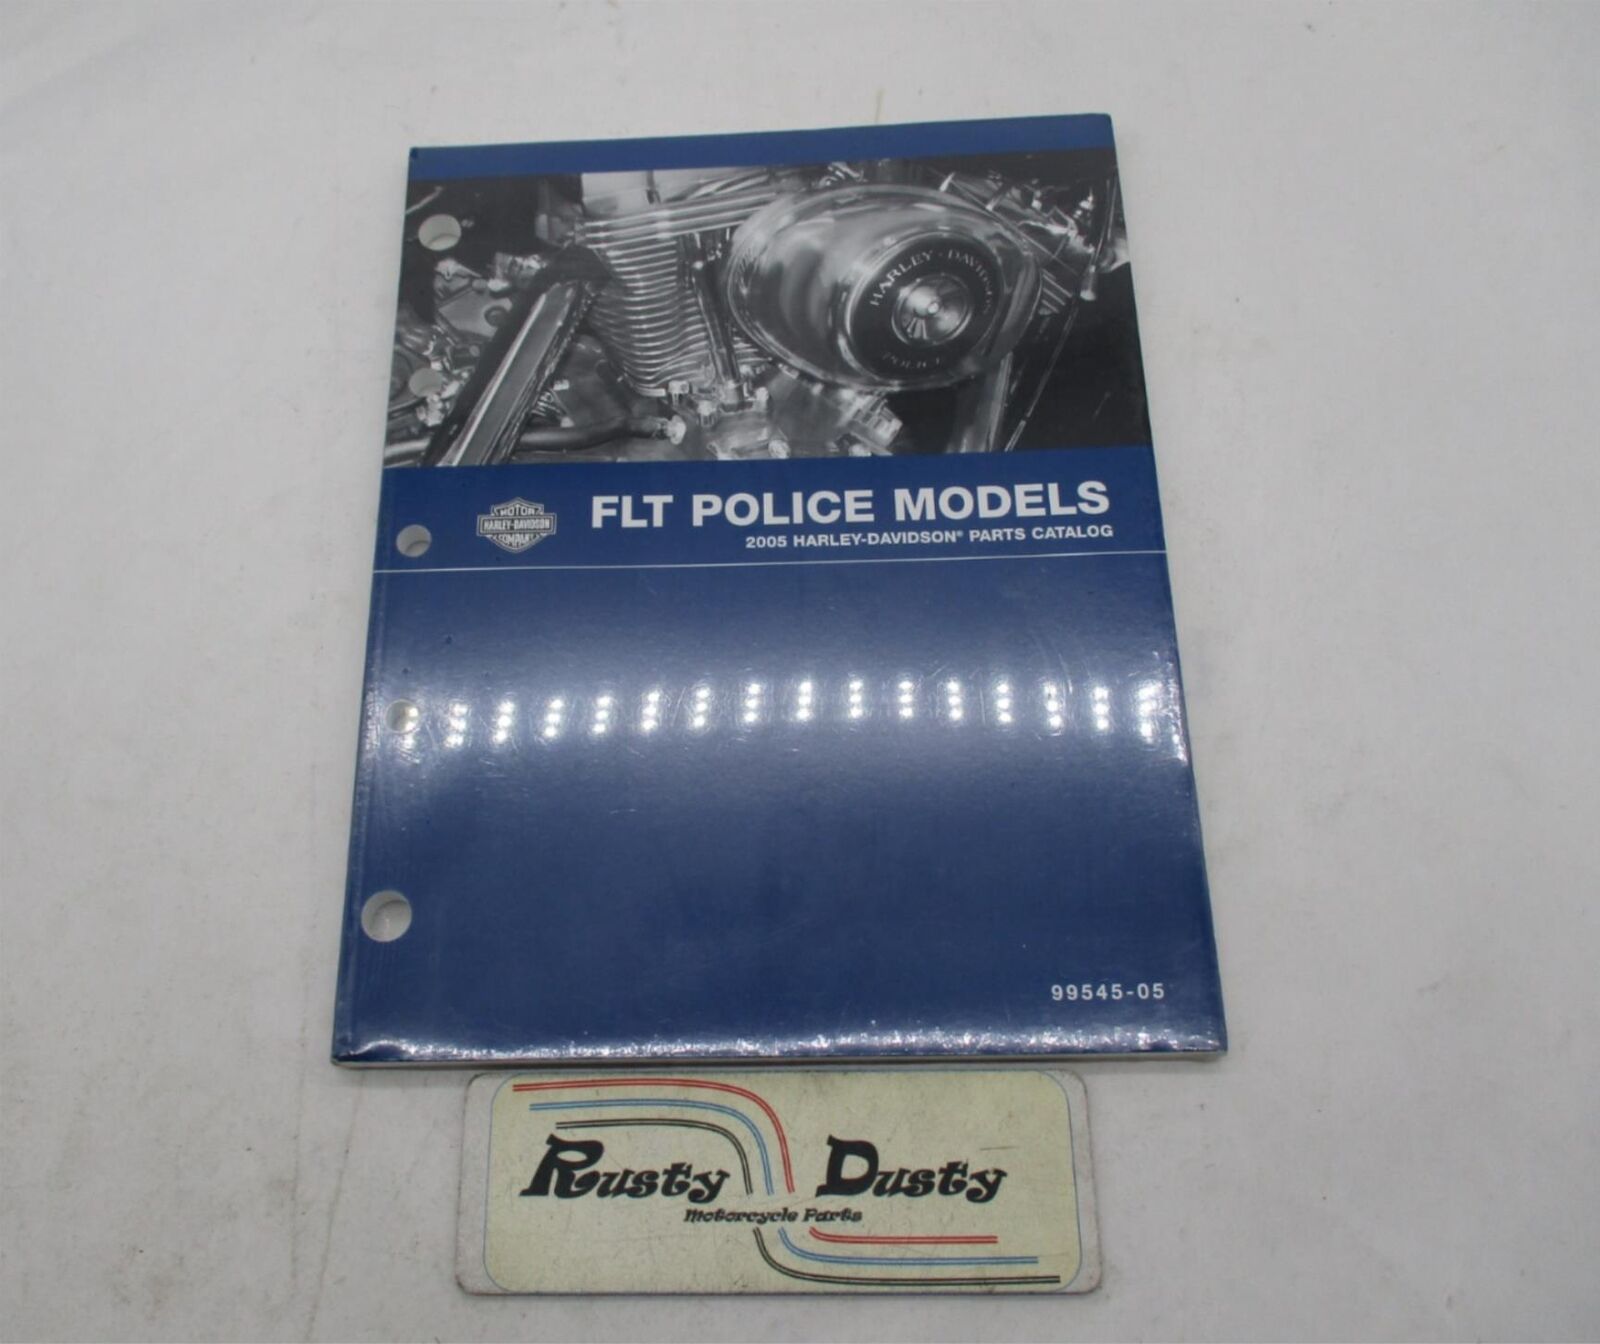 HARLEY-DAVIDSON
POLICE
MOTOR
HARLEY-DAVIDSON
COMPANY
FLT POLICE MODELS
2005 HARLEY-DAVIDSON® PARTS CATALOG
99545-05
Rusty Dusty
Motorcycle Parts